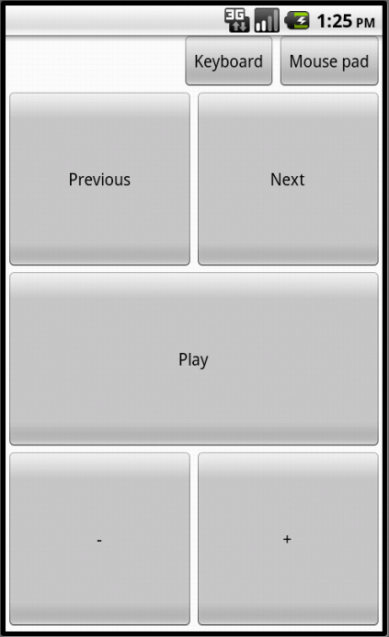 3G 1:25 PM
Keyboard Mouse pad
Previous Next
Play
- +